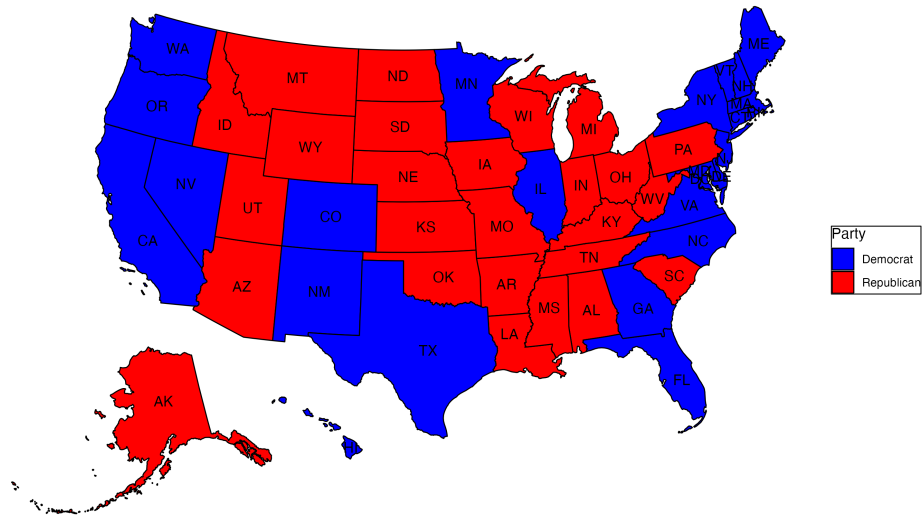 WA
ME
MT
ND
MN
VT
NH
OR
NY
MA
ID
SD
WI
MI
WY
PA
IA
NE
OH
IL
IN
NV
WV
UT
VA
CO
CA
KS
MO
KY
NC
TN
OK
AZ
NM
AR
SC
MS
AL
GA
LA
TX
FL
AK
Party
Democrat
Republican